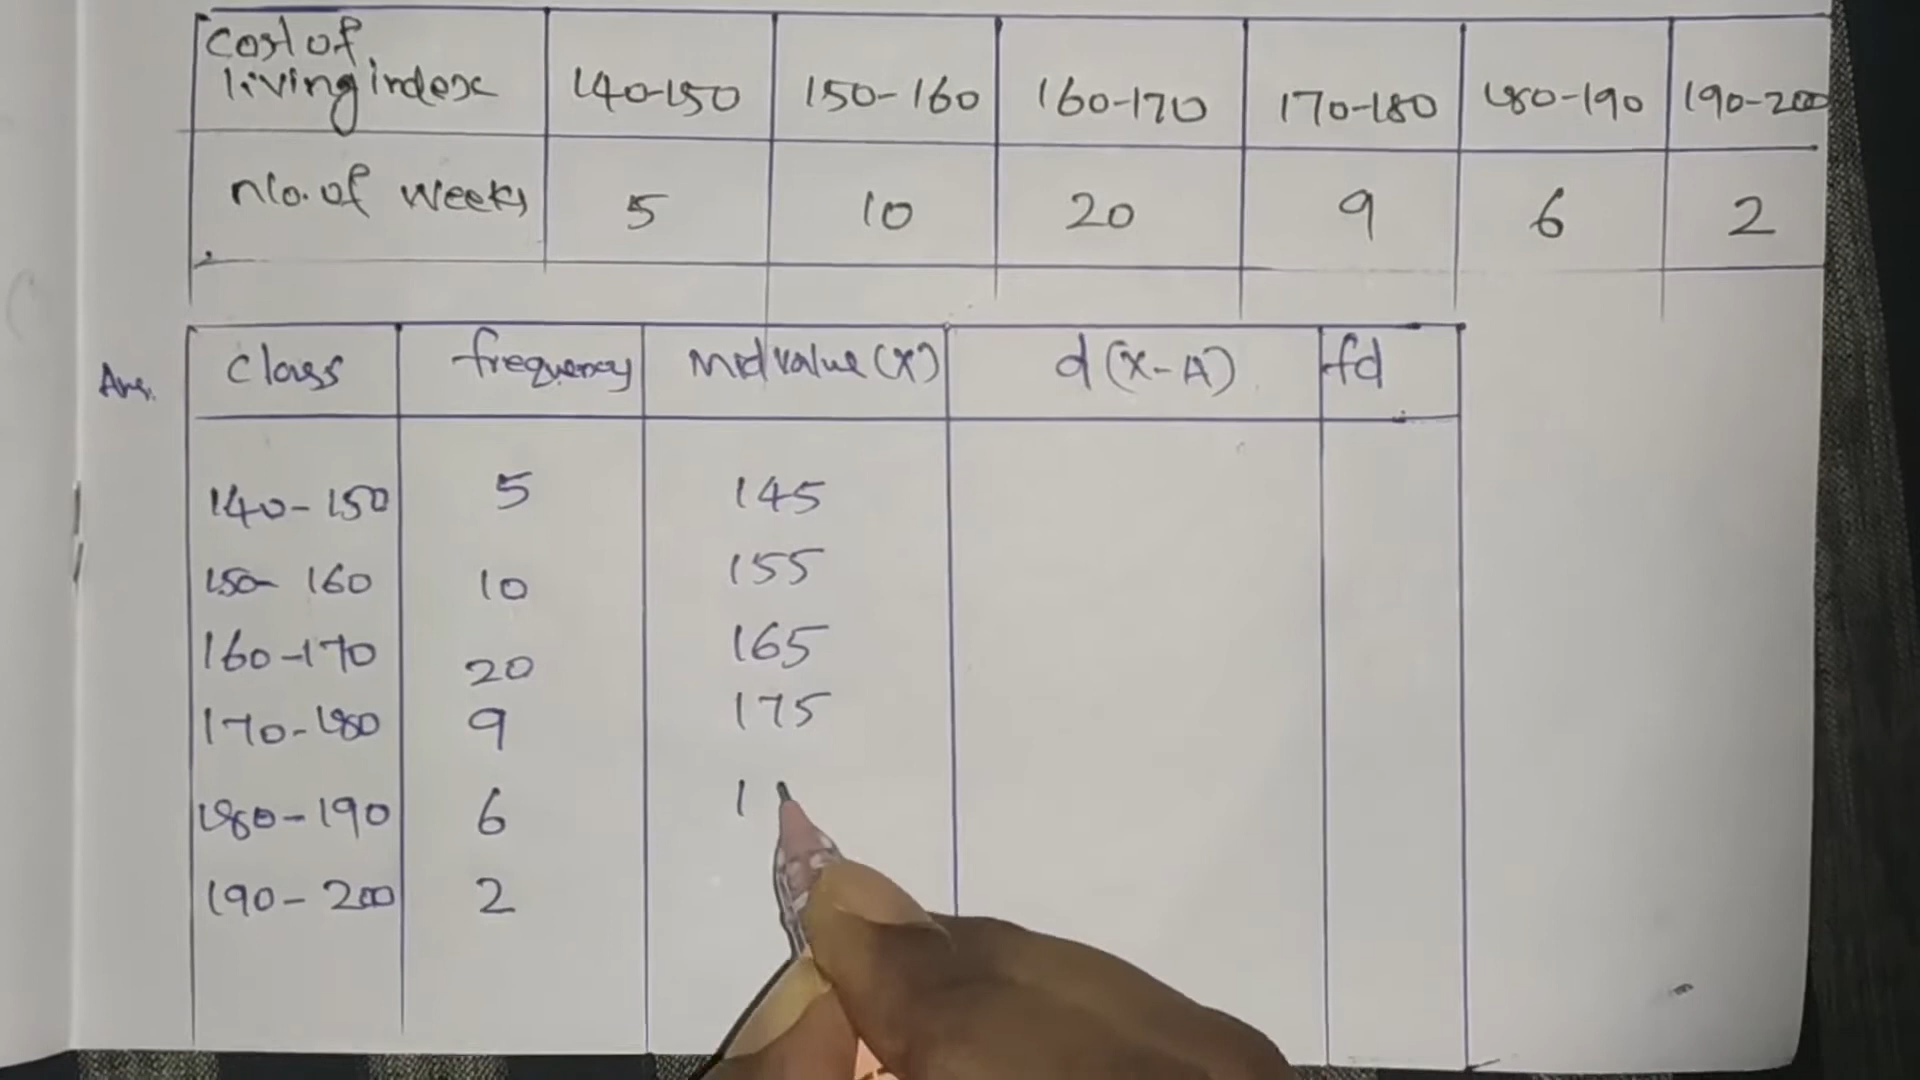 Cost of living index 140-150 150-160 160-170 170-180 180-190 190-200
No. of weeks 5 10 20 9 6 2
Ans.
class frequency Mid value (X) d (X-A) fd
140-150 5 145
150-160 10 155
160-170 20 165
170-180 9 175
180-190 6 1
190-200 2